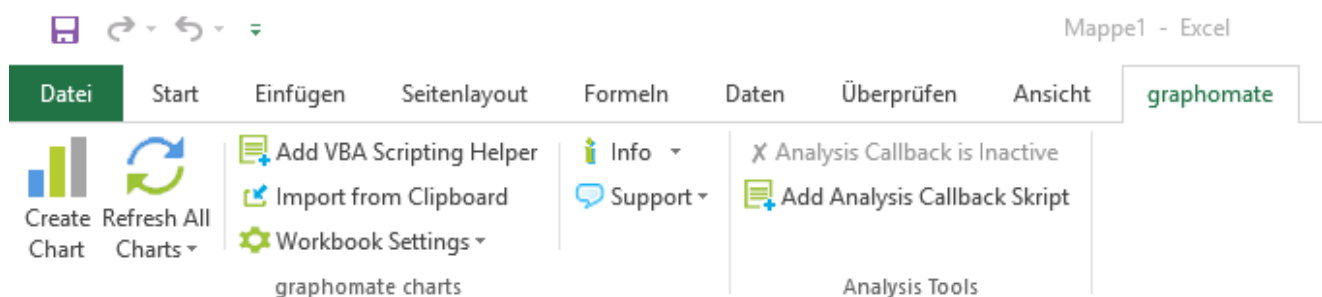 Mappe1 - Excel
Datei Start Einfügen Seitenlayout Formeln Daten Überprüfen Ansicht graphomate
Create Chart
Refresh All Charts
Add VBA Scripting Helper
Import from Clipboard
Workbook Settings
graphomate charts
Info
Support
X Analysis Callback is Inactive
Add Analysis Callback Skript
Analysis Tools